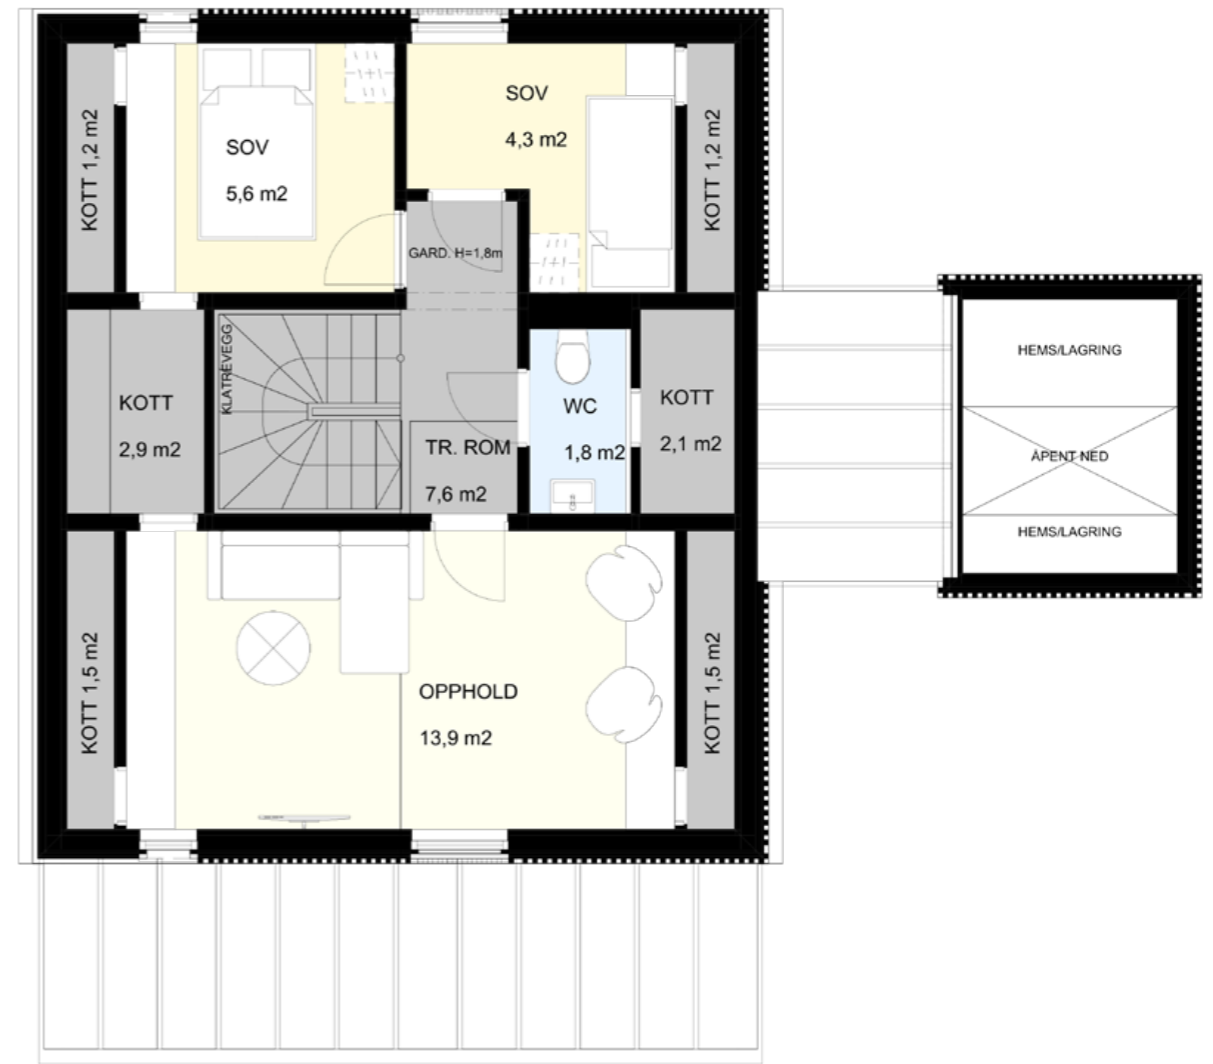 KOTT 1,2 m2
SOV
5,6 m2
SOV
4,3 m2
KOTT 1,2 m2
GARD. H=1,8m
KLATREVEGG
KOTT
2,9 m2
TR. ROM
7,6 m2
WC
1,8 m2
KOTT
2,1 m2
HEMS/LAGRING
ÅPENT NED
HEMS/LAGRING
KOTT 1,5 m2
OPPHOLD
13,9 m2
KOTT 1,5 m2